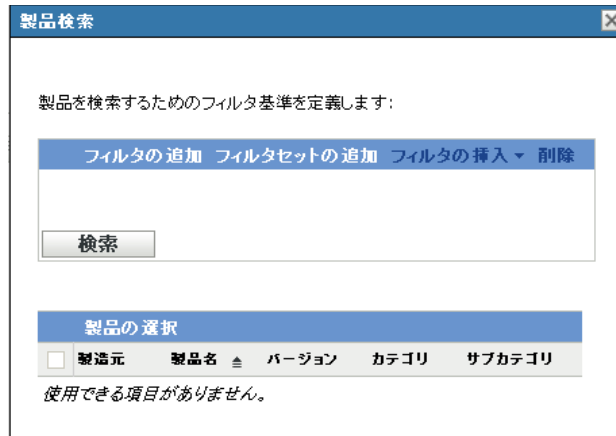 製品検索
製品を検索するためのフィルタ基準を定義します:
フィルタの追加 フィルタセットの追加 フィルタの挿入 削除
検索
製品の選択
製造元 製品名 バージョン カテゴリ サブカテゴリ
使用できる項目がありません。